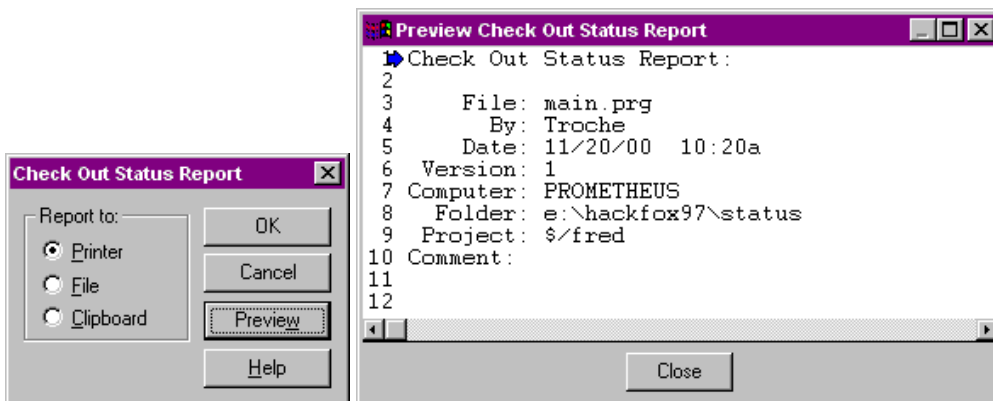 Check Out Status Report
Report to:
Printer
File
Clipboard
OK
Cancel
Preview
Help
Preview Check Out Status Report
1 Check Out Status Report:
2
3 File: main.prg
4 By: Troche
5 Date: 11/20/00 10:20a
6 Version: 1
7 Computer: PROMETHEUS
8 Folder: e:\hackfox97\status
9 Project: $/fred
10 Comment:
11
12
Close